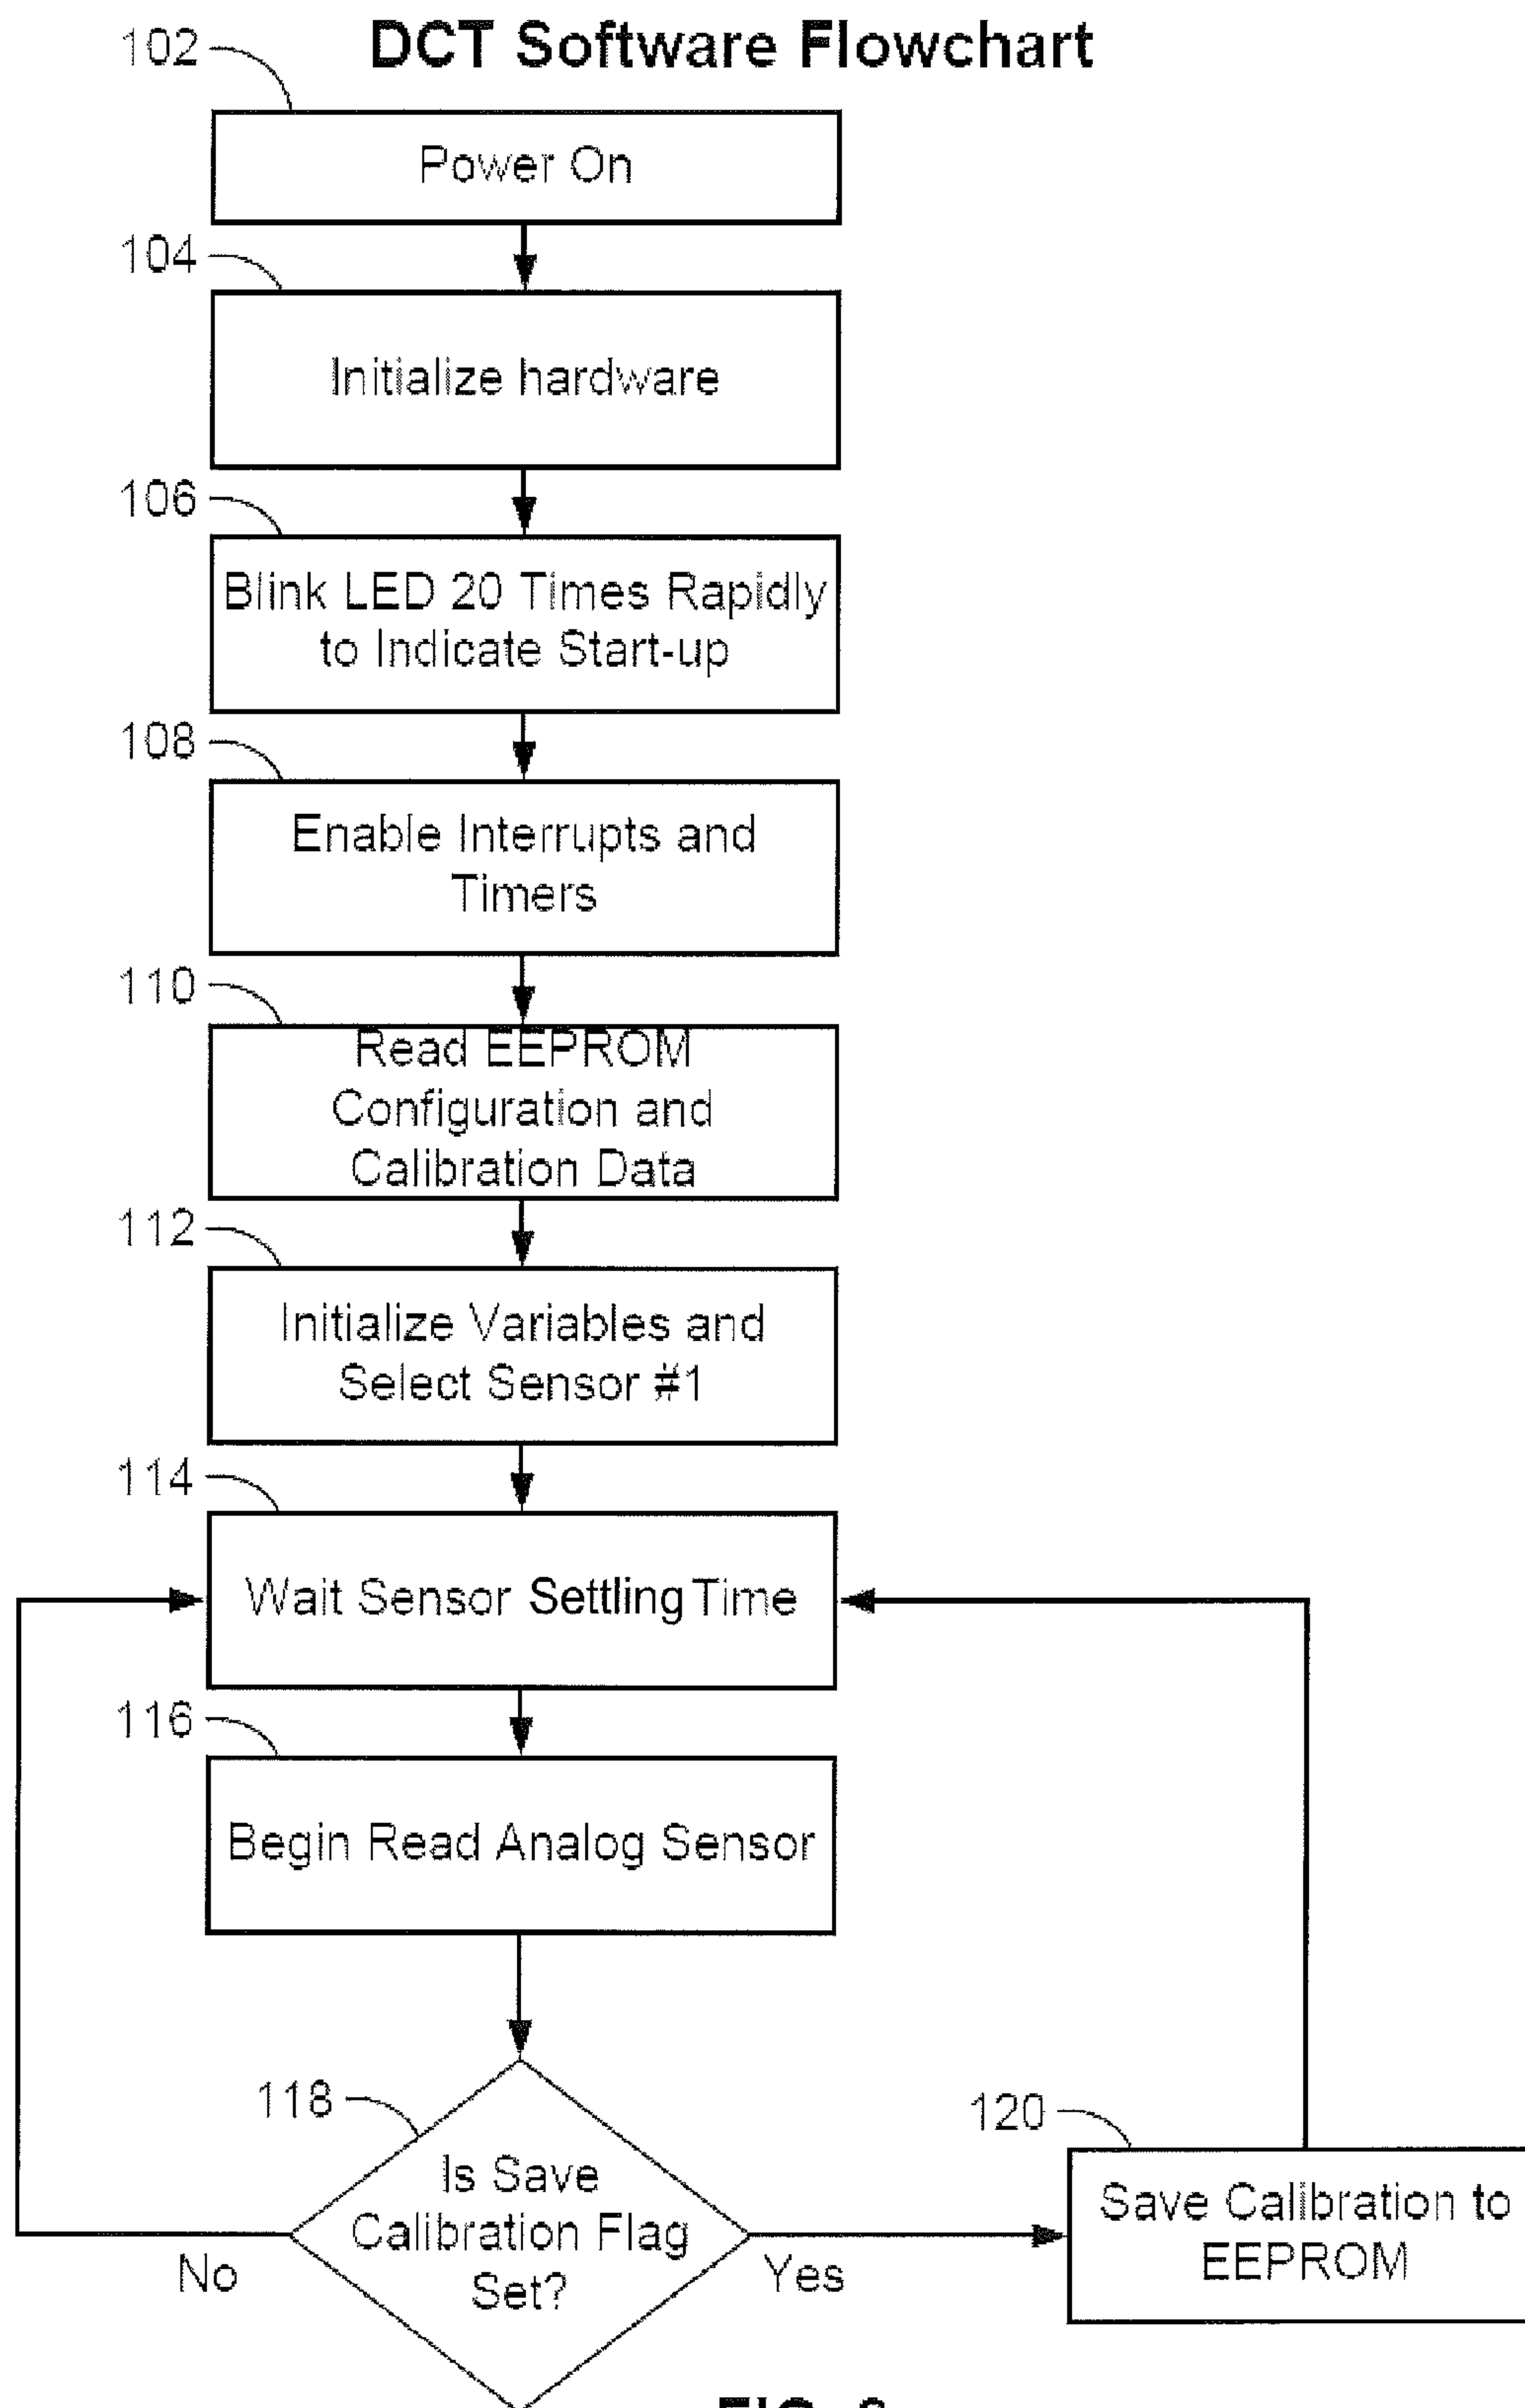 DCT Software Flowchart
102
Power On
104
Initialize hardware
106
Blink LED 20 Times Rapidly
to Indicate Start-up
108
Enable Interrupts and
Timers
110
Read EEPROM
Configuration and
Calibration Data
112
Initialize Variables and
Select Sensor #1
114
Wait Sensor Settling Time
116
Begin Read Analog Sensor
118
Is Save
Calibration Flag
Set?
No
Yes
120
Save Calibration to
EEPROM
FIG.